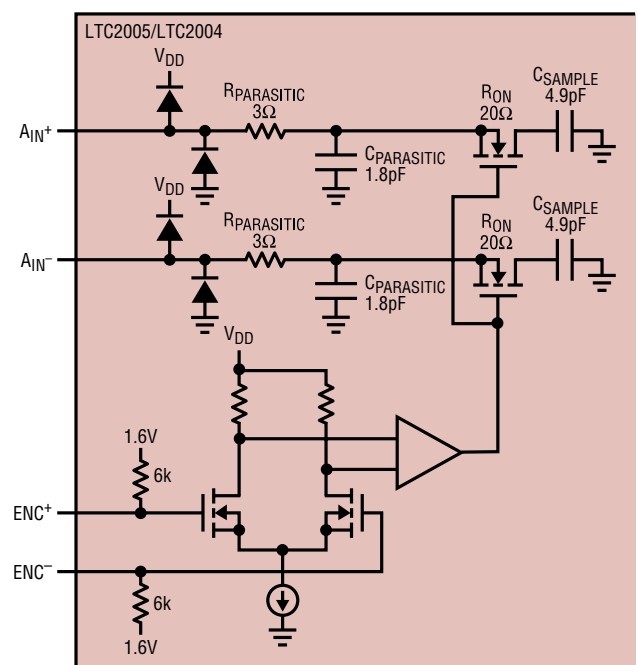 LTC2005/LTC2004
VDD
RPARASITIC
3Ω
AIN+
CPARASITIC
1.8pF
RON
20Ω
CSAMPLE
4.9pF
VDD
RPARASITIC
3Ω
AIN−
CPARASITIC
1.8pF
RON
20Ω
CSAMPLE
4.9pF
VDD
1.6V
6k
ENC+
ENC−
6k
1.6V